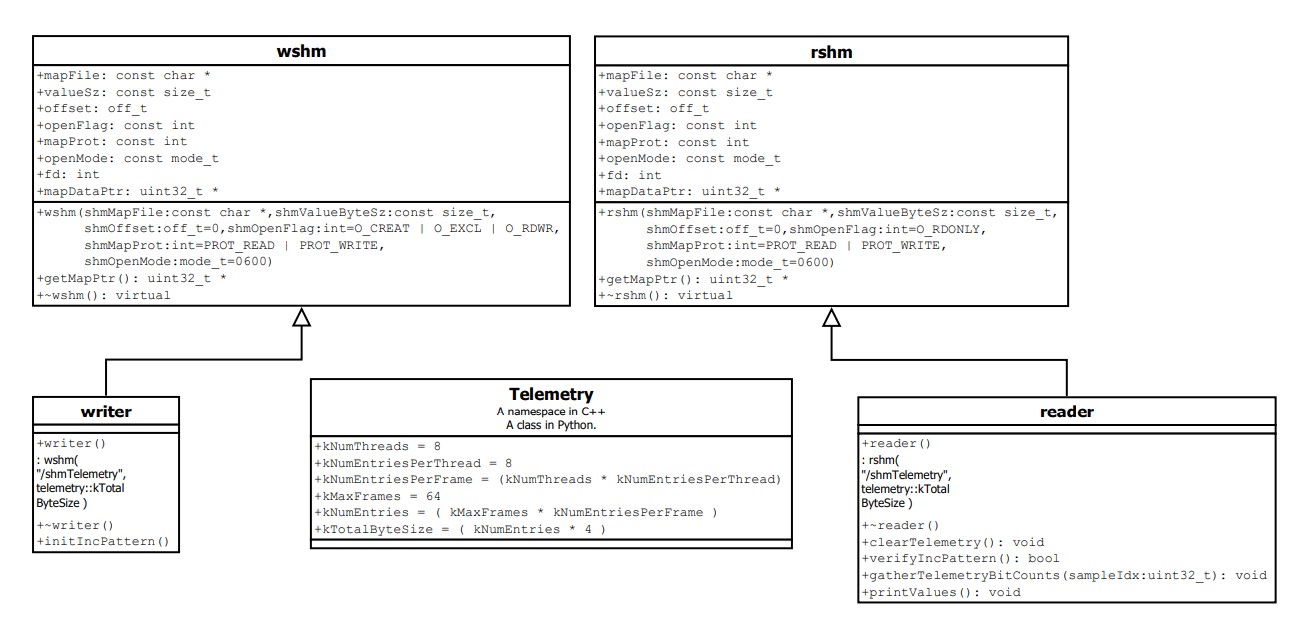 wshm
+mapFile: const char *
+valueSz: const size_t
+offset: off_t
+openFlag: const int
+mapProt: const int
+openMode: const mode_t
+fd: int
+mapDataPtr: uint32_t *
+wshm(shmMapFile:const char *,shmValueByteSz:const size_t,
shmOffset:off_t=0,shmOpenFlag:int=O_CREAT | O_EXCL | O_RDWR,
shmMapProt:int=PROT_READ | PROT_WRITE,
shmOpenMode:mode_t=0600)
+getMapPtr(): uint32_t *
+~wshm(): virtual
rshm
+mapFile: const char *
+valueSz: const size_t
+offset: off_t
+openFlag: const int
+mapProt: const int
+openMode: const mode_t
+fd: int
+mapDataPtr: uint32_t *
+rshm(shmMapFile:const char *,shmValueByteSz:const size_t,
shmOffset:off_t=0,shmOpenFlag:int=O_RDONLY,
shmMapProt:int=PROT_READ | PROT_WRITE,
shmOpenMode:mode_t=0600)
+getMapPtr(): uint32_t *
+~rshm(): virtual
writer
+writer()
: wshm(
"/shmTelemetry",
telemetry::kTotal
ByteSize )
+~writer()
+initIncPattern()
Telemetry
A namespace in C++
A class in Python.
+kNumThreads = 8
+kNumEntriesPerThread = 8
+kNumEntriesPerFrame = (kNumThreads * kNumEntriesPerThread)
+kMaxFrames = 64
+kNumEntries = ( kMaxFrames * kNumEntriesPerFrame )
+kTotalByteSize = ( kNumEntries * 4 )
reader
+reader()
: rshm(
"/shmTelemetry",
telemetry::kTotal
ByteSize )
+~reader()
+clearTelemetry(): void
+verifyIncPattern(): bool
+gatherTelemetryBitCounts(sampleIdx:uint32_t): void
+printValues(): void